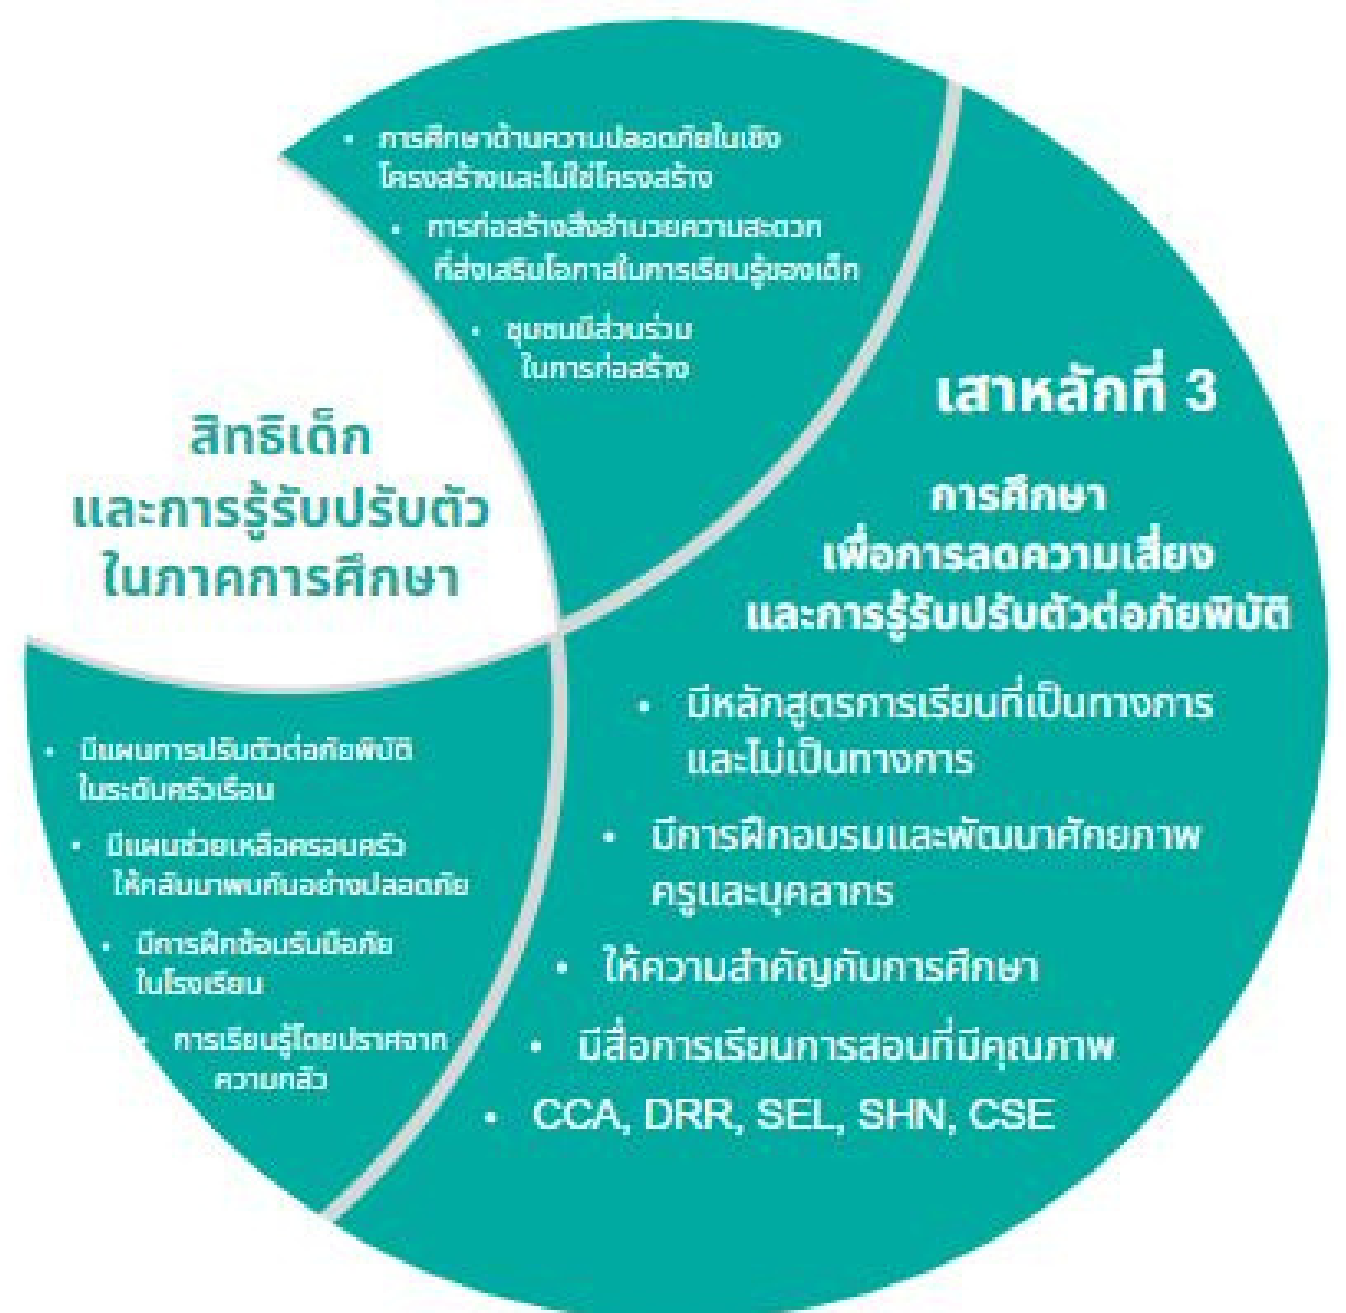 • การศึกษาด้านความปลอดภัยในเชิง
โครงสร้างและไม่ใช่โครงสร้าง
• การก่อสร้างสิ่งอำนวยความสะดวก
ที่ส่งเสริมโอกาสในการเรียนรู้ของเด็ก
• ชุมชนมีส่วนร่วม
ในการก่อสร้าง
สิทธิเด็ก
และการรู้รับปรับตัว
ในภาคการศึกษา
เสาหลักที่ 3
การศึกษา
เพื่อการลดความเสี่ยง
และการรู้รับปรับตัวต่อภัยพิบัติ
• มีหลักสูตรการเรียนที่เป็นทางการ
และไม่เป็นทางการ
• มีการฝึกอบรมและพัฒนาศักยภาพ
ครูและบุคลากร
• ให้ความสำคัญกับการศึกษา
• มีสื่อการเรียนการสอนที่มีคุณภาพ
• CCA, DRR, SEL, SHN, CSE
• มีแผนการปรับตัวต่อภัยพิบัติ
ในระดับครัวเรือน
• มีแผนช่วยเหลือครอบครัว
ให้กลับมาพบกันอย่างปลอดภัย
• มีการฝึกซ้อมรับมือภัย
ในโรงเรียน
• การเรียนรู้โดยปราศจาก
ความกลัว